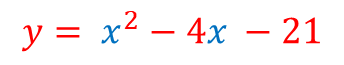 y = x² − 4x − 21